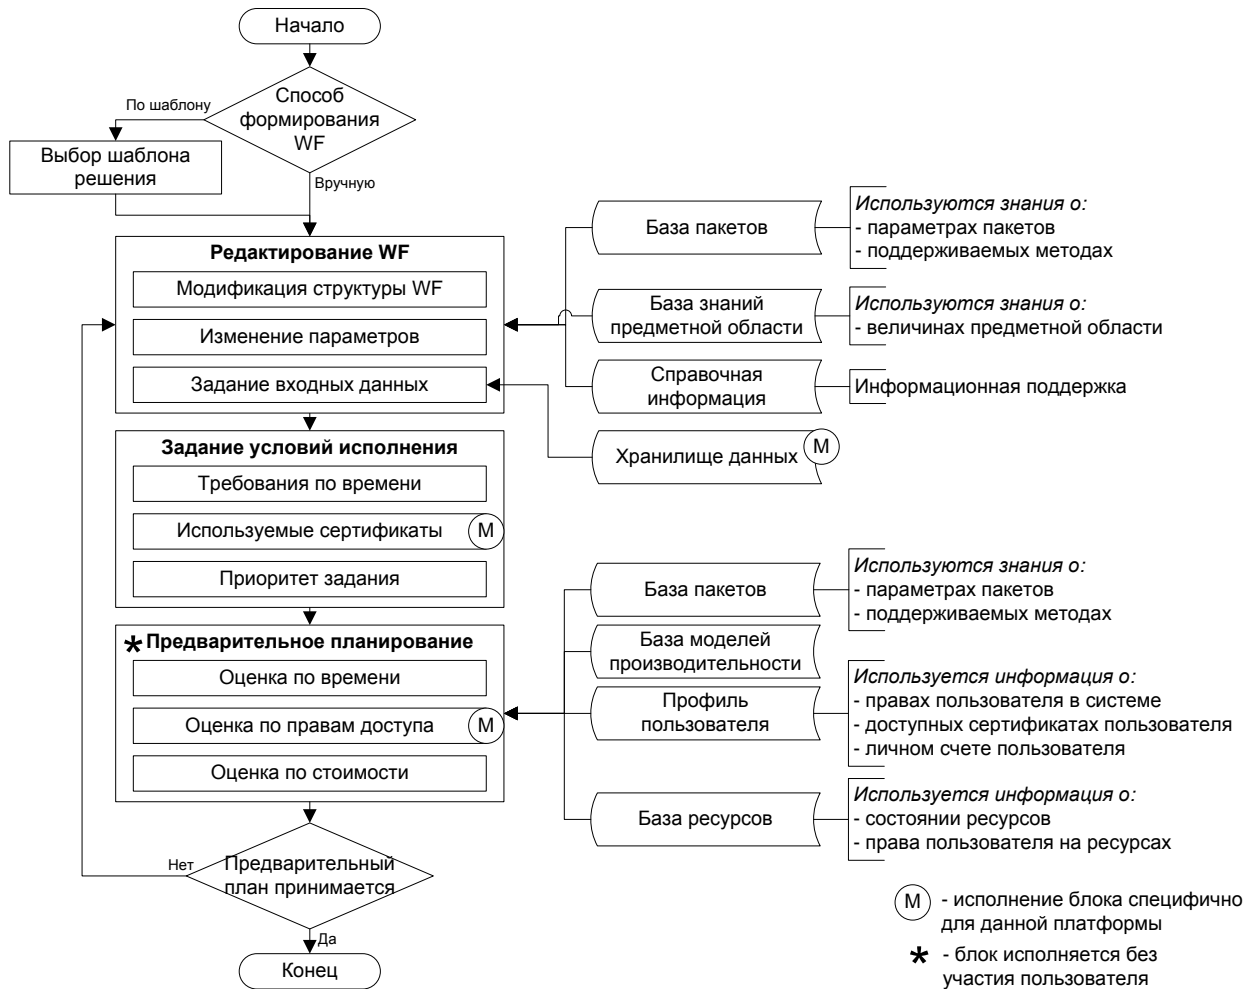 Начало
Способ
формирования
WF
По шаблону
Выбор шаблона
решения
Вручную
Редактирование WF
Модификация структуры WF
Изменение параметров
Задание входных данных
База пакетов
Используются знания о:
- параметрах пакетов
- поддерживаемых методах
База знаний
предметной области
Используются знания о:
- величинах предметной области
Справочная
информация
Информационная поддержка
Хранилище данных
М
Задание условий исполнения
Требования по времени
Используемые сертификаты
М
Приоритет задания
* Предварительное планирование
Оценка по времени
Оценка по правам доступа
М
Оценка по стоимости
База пакетов
Используются знания о:
- параметрах пакетов
- поддерживаемых методах
База моделей
производительности
Профиль
пользователя
Используется информация о:
- правах пользователя в системе
- доступных сертификатах пользователя
- личном счете пользователя
База ресурсов
Используется информация о:
- состоянии ресурсов
- права пользователя на ресурсах
Нет
Предварительный
план принимается
Да
Конец
М - исполнение блока специфично
для данной платформы
* - блок исполняется без
участия пользователя